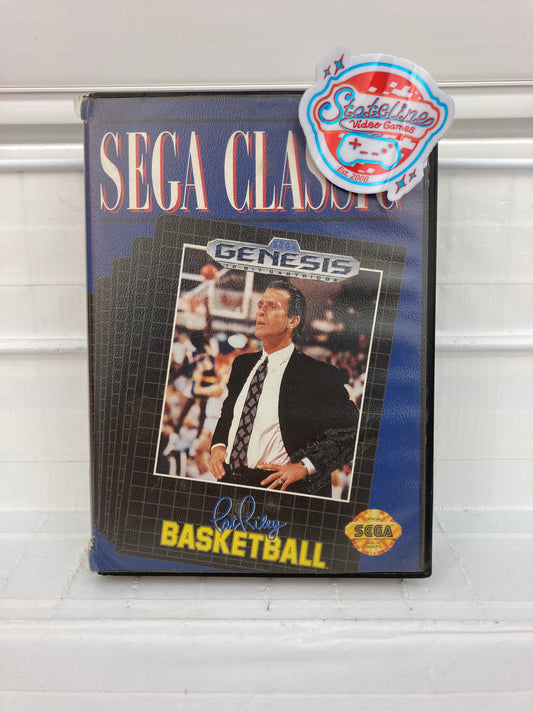 Stateline
Video Games
Est. 2008
SEGA CLASSIC
SEGA
GENESIS
16-BIT CARTRIDGE
Pat Riley
BASKETBALL
SEGA